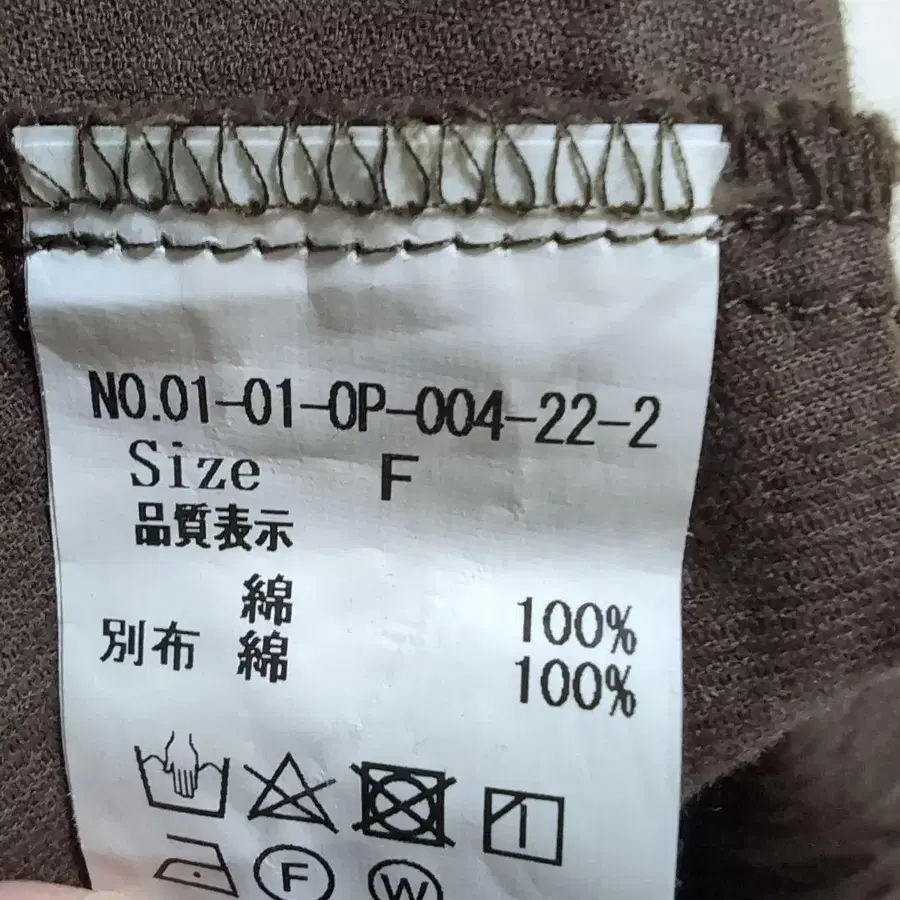 NO.01-01-OP-004-22-2
Size F
品質表示
綿 100%
別布 綿 100%
F W